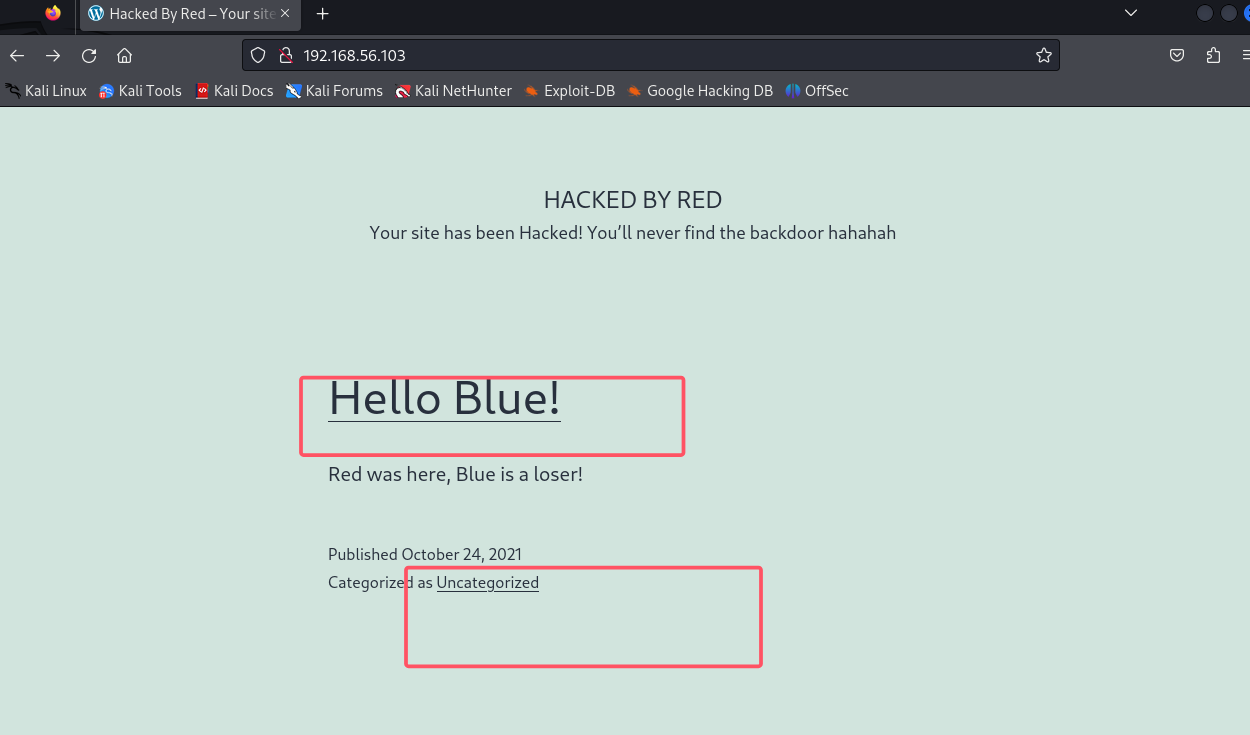 Hacked By Red – Your site
192.168.56.103
Kali Linux Kali Tools Kali Docs Kali Forums Kali NetHunter Exploit-DB Google Hacking DB OffSec
HACKED BY RED
Your site has been Hacked! You’ll never find the backdoor hahahah
Hello Blue!
Red was here, Blue is a loser!
Published October 24, 2021
Categorized as Uncategorized